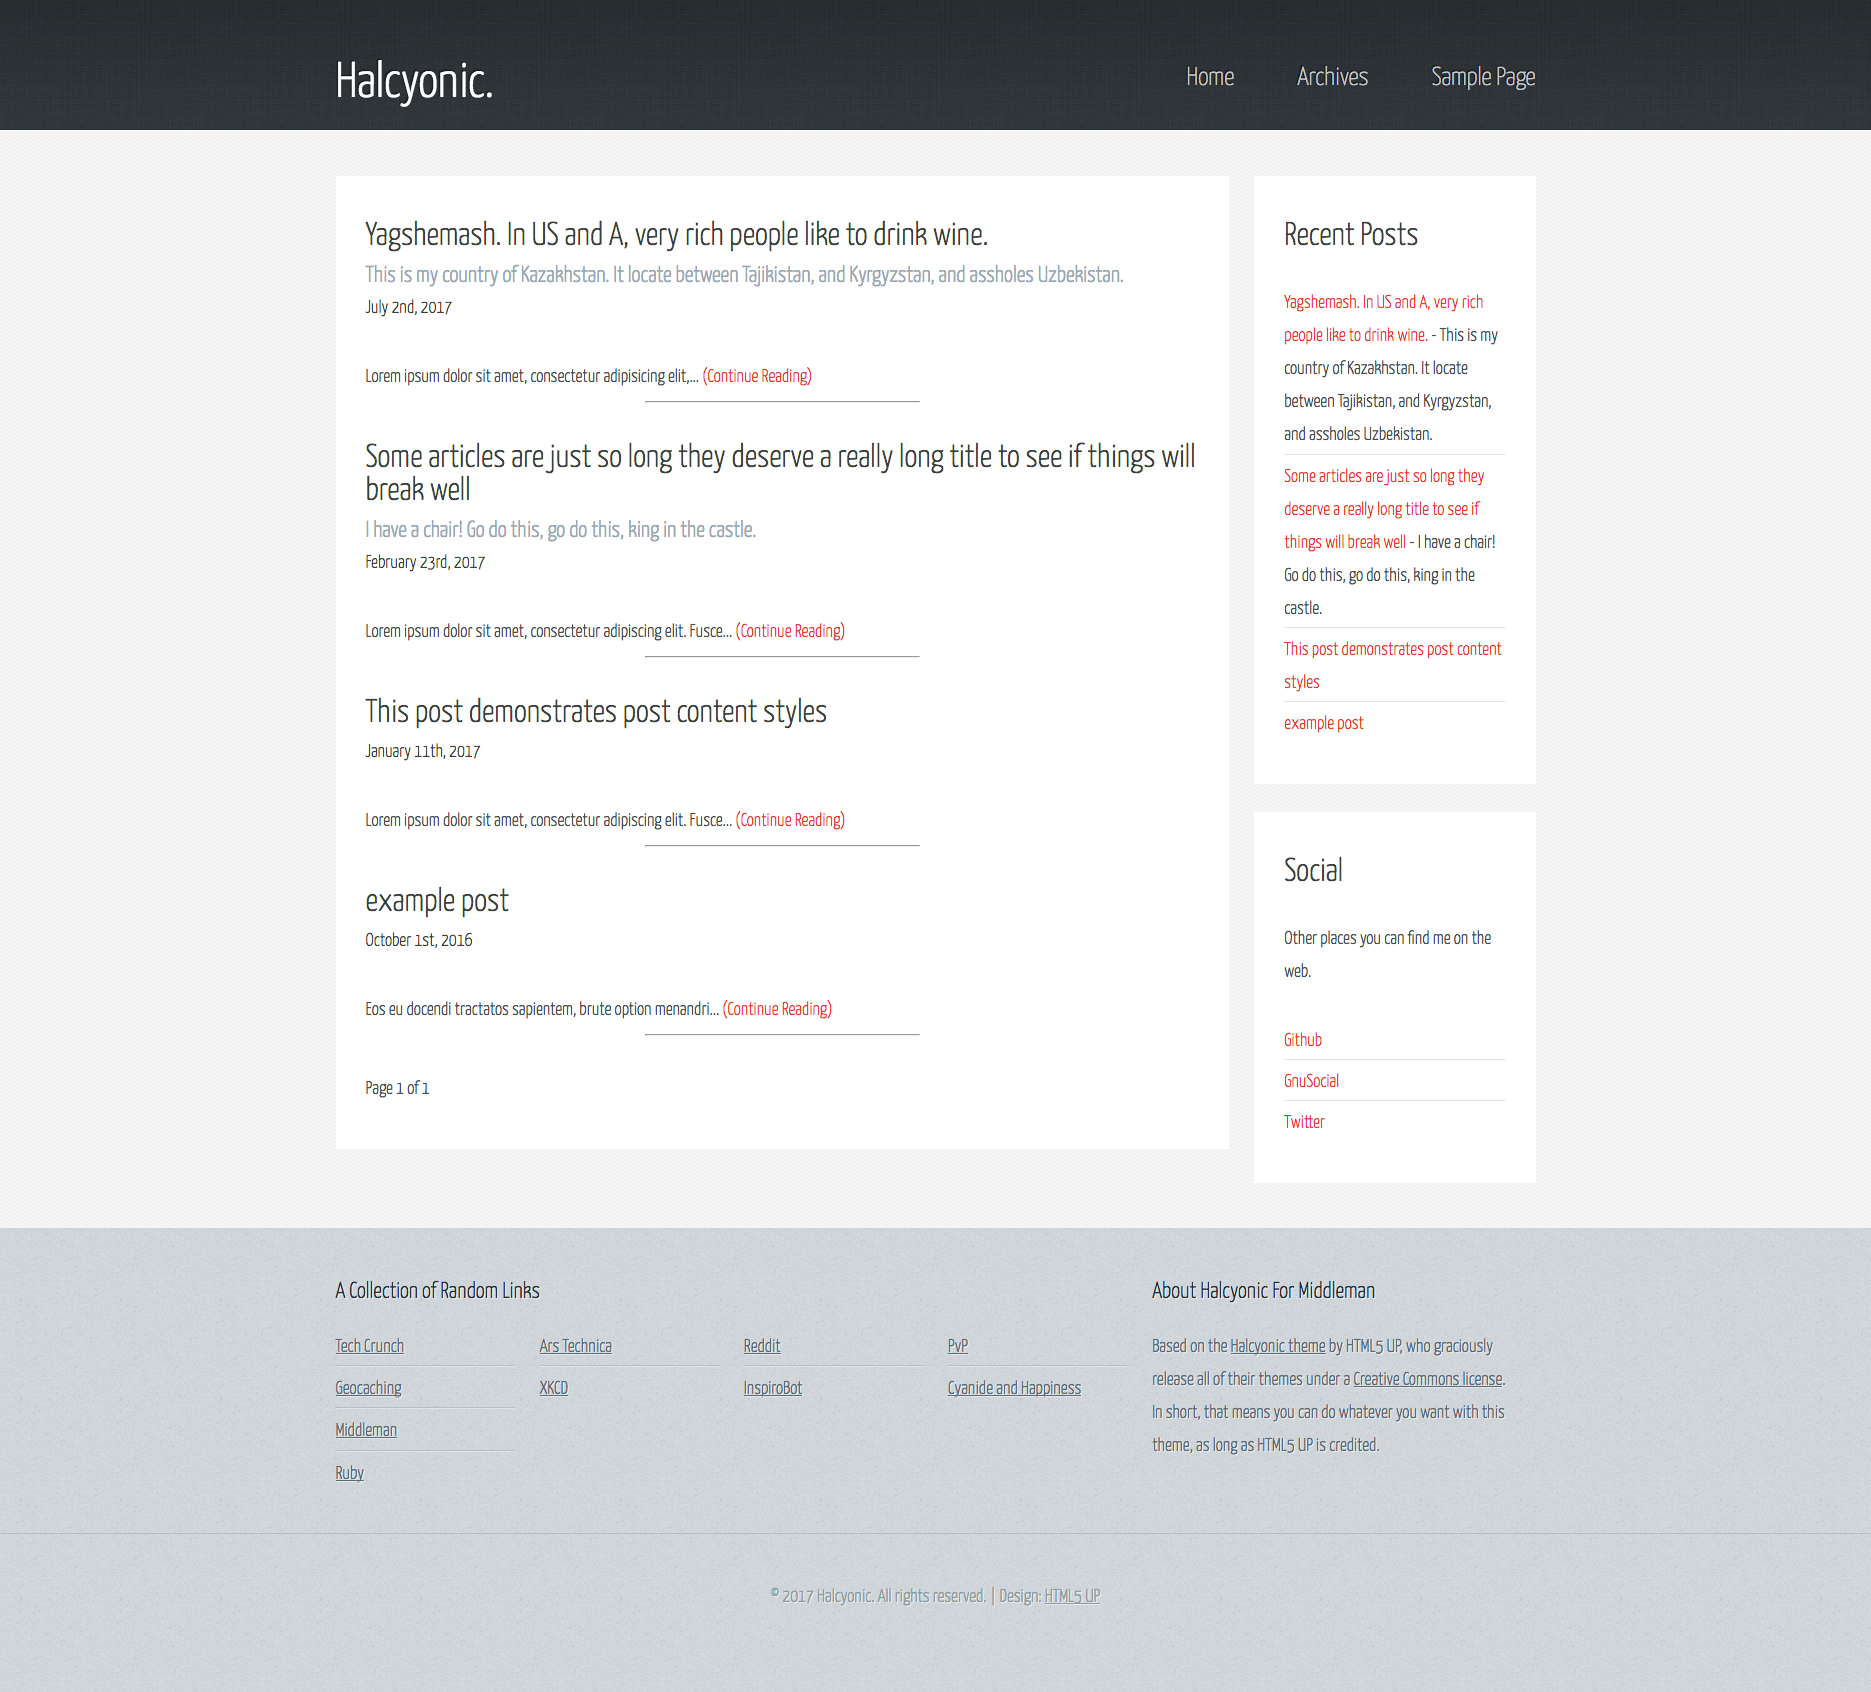 Halcyonic.
Home
Archives
Sample Page
Yagshemash. In US and A, very rich people like to drink wine.
This is my country of Kazakhstan. It locate between Tajikistan, and Kyrgyzstan, and assholes Uzbekistan.
July 2nd, 2017
Lorem ipsum dolor sit amet, consectetur adipisicing elit,... (Continue Reading)
Some articles are just so long they deserve a really long title to see if things will
break well
I have a chair! Go do this, go do this, king in the castle.
February 23rd, 2017
Lorem ipsum dolor sit amet, consectetur adipiscing elit. Fusce... (Continue Reading)
This post demonstrates post content styles
January 11th, 2017
Lorem ipsum dolor sit amet, consectetur adipiscing elit. Fusce... (Continue Reading)
example post
October 1st, 2016
Eos eu docendi tractatos sapientem, brute option menandri... (Continue Reading)
Page 1 of 1
Recent Posts
Yagshemash. In US and A, very rich
people like to drink wine. - This is my
country of Kazakhstan. It locate
between Tajikistan, and Kyrgyzstan,
and assholes Uzbekistan.
Some articles are just so long they
deserve a really long title to see if
things will break well - I have a chair!
Go do this, go do this, king in the
castle.
This post demonstrates post content
styles
example post
Social
Other places you can find me on the
web.
Github
GnuSocial
Twitter
A Collection of Random Links
Tech Crunch
Geocaching
Middleman
Ruby
Ars Technica
XKCD
Reddit
InspiroBot
PvP
Cyanide and Happiness
About Halcyonic For Middleman
Based on the Halcyonic theme by HTML5 UP, who graciously
release all of their themes under a Creative Commons license.
In short, that means you can do whatever you want with this
theme, as long as HTML5 UP is credited.
© 2017 Halcyonic. All rights reserved. | Design: HTML5 UP